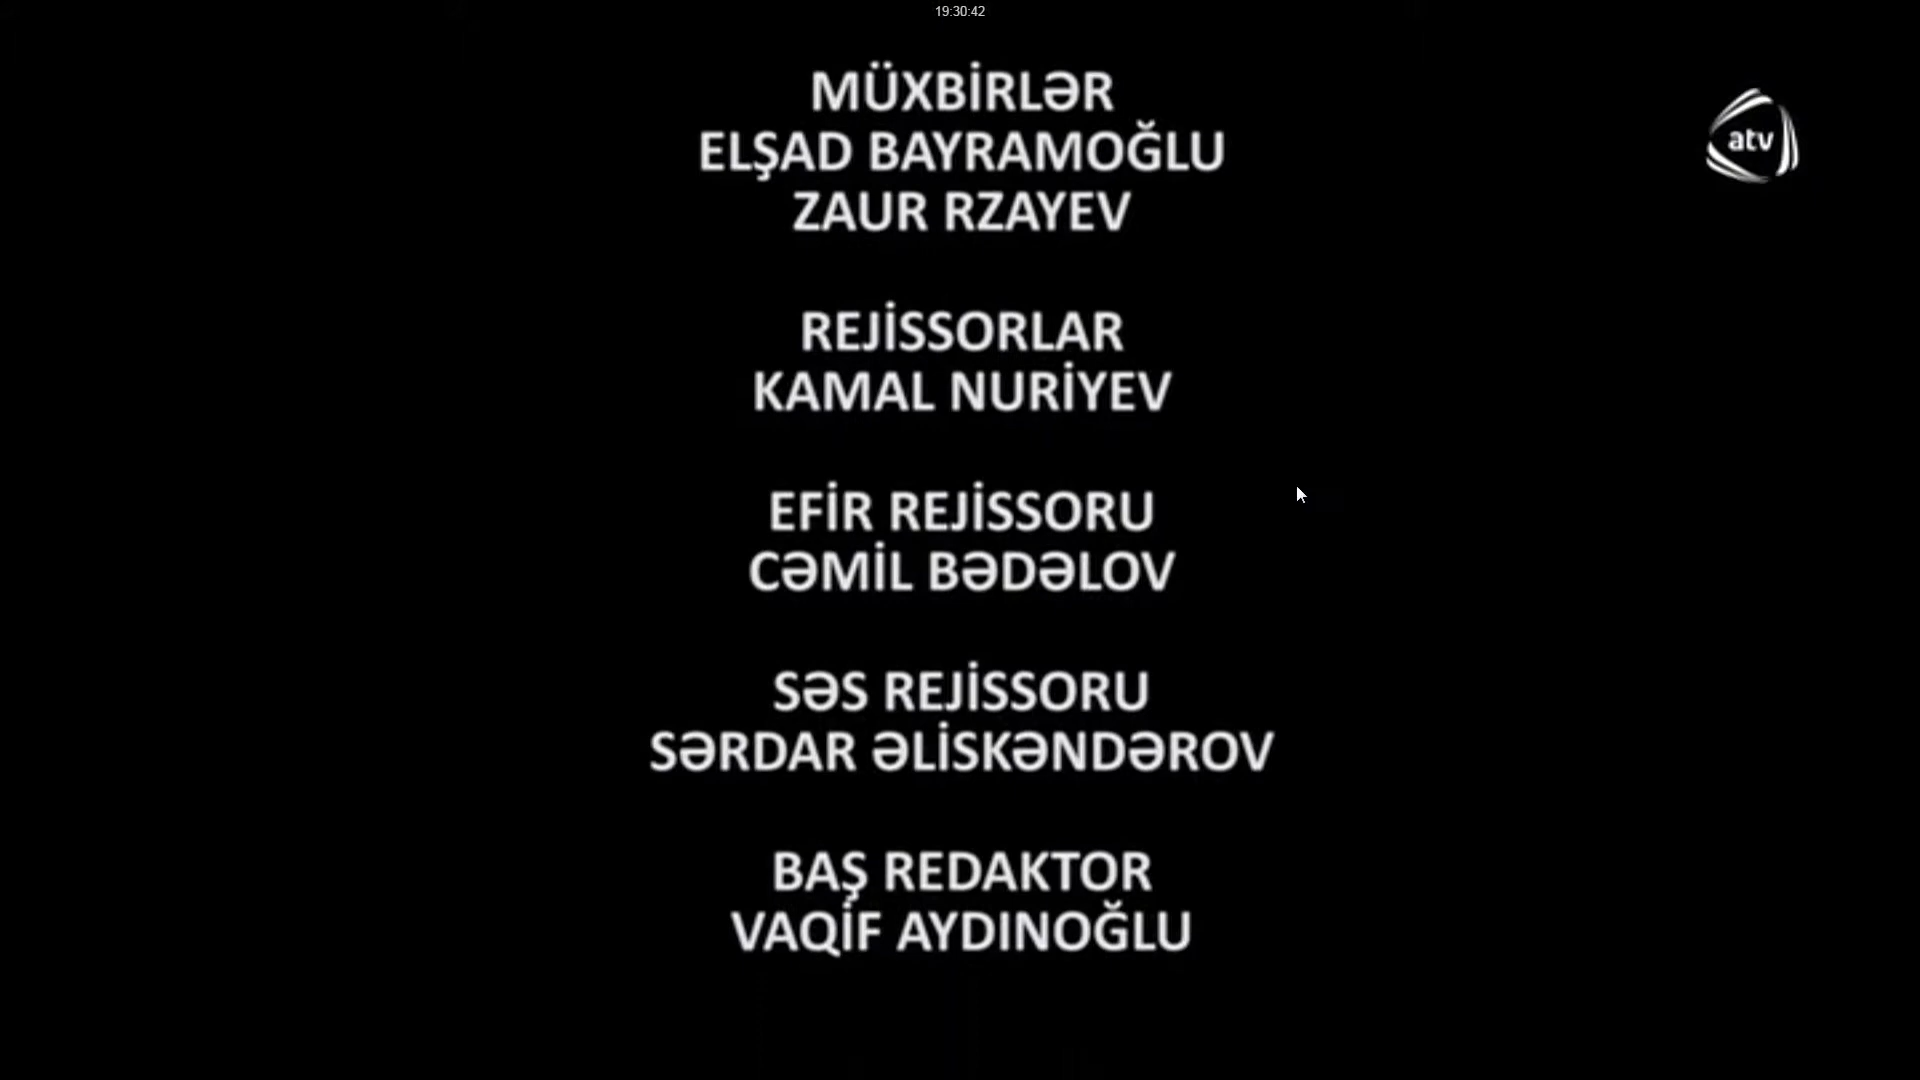 19:30:42
MÜXBİRLƏR
atv
ELŞAD BAYRAMOĞLU
ZAUR RZAYEV
REJİSSORLAR
KAMAL NURİYEV
EFİR REJİSSORU
CƏMİL BƏDƏLOV
SƏS REJİSSORU
SƏRDAR ƏLİSKƏNDƏROV
BAŞ REDAKTOR
VAQİF AYDINOĞLU